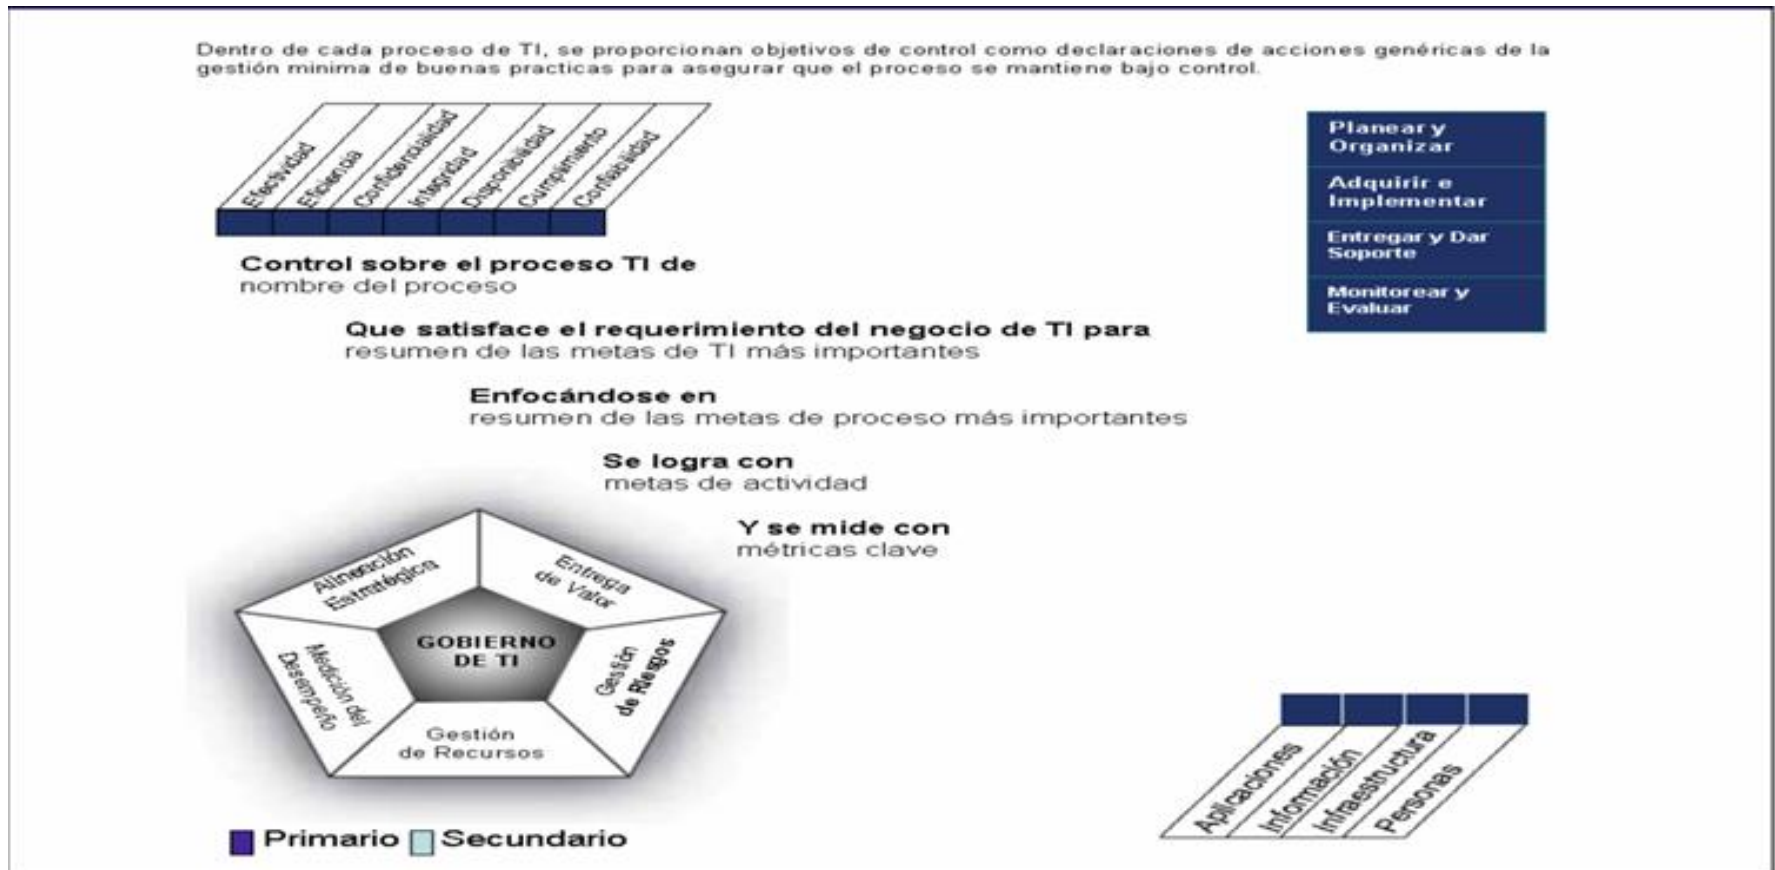 Dentro de cada proceso de TI, se proporcionan objetivos de control como declaraciones de acciones genéricas de la
gestión minima de buenas practicas para asegurar que el proceso se mantiene bajo control.
Efectividad
Eficiencia
Confidencialidad
Integridad
Disponibilidad
Cumplimiento
Confiabilidad
Planear y
Organizar
Adquirir e
Implementar
Entregar y Dar
Soporte
Monitorear y
Evaluar
Control sobre el proceso TI de
nombre del proceso
Que satisface el requerimiento del negocio de TI para
resumen de las metas de TI más importantes
Enfocándose en
resumen de las metas de proceso más importantes
Se logra con
metas de actividad
Y se mide con
métricas clave
Alineación
Estratégica
Entrega
de Valor
GOBIERNO
DE TI
Medición del
Desempeño
Gestión
de Riesgos
Gestión
de Recursos
Aplicaciones
Información
Infraestructura
Personas
Primario
Secundario